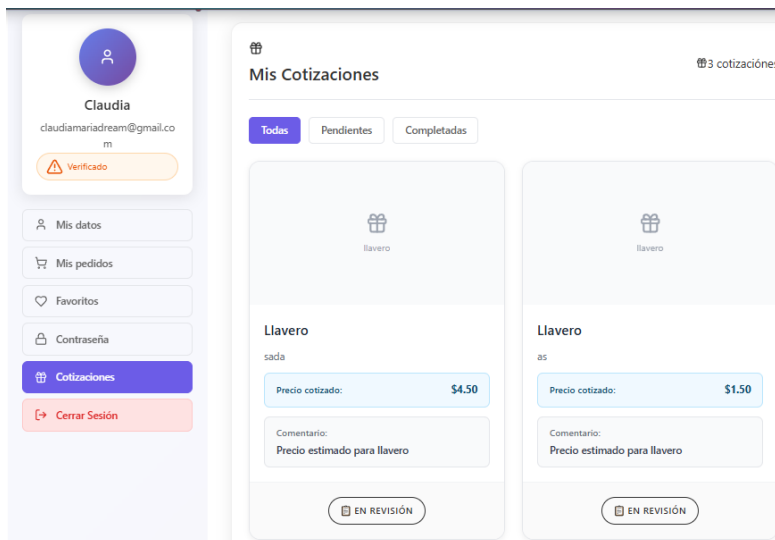 Claudia
claudiamariadream@gmail.co
m
Verificado
Mis datos
Mis pedidos
Favoritos
Contraseña
Cotizaciones
Cerrar Sesión
Mis Cotizaciones
3 cotizaciónes
Todas
Pendientes
Completadas
llavero
Llavero
sada
Precio cotizado:
$4.50
Comentario:
Precio estimado para llavero
EN REVISIÓN
llavero
Llavero
as
Precio cotizado:
$1.50
Comentario:
Precio estimado para llavero
EN REVISIÓN